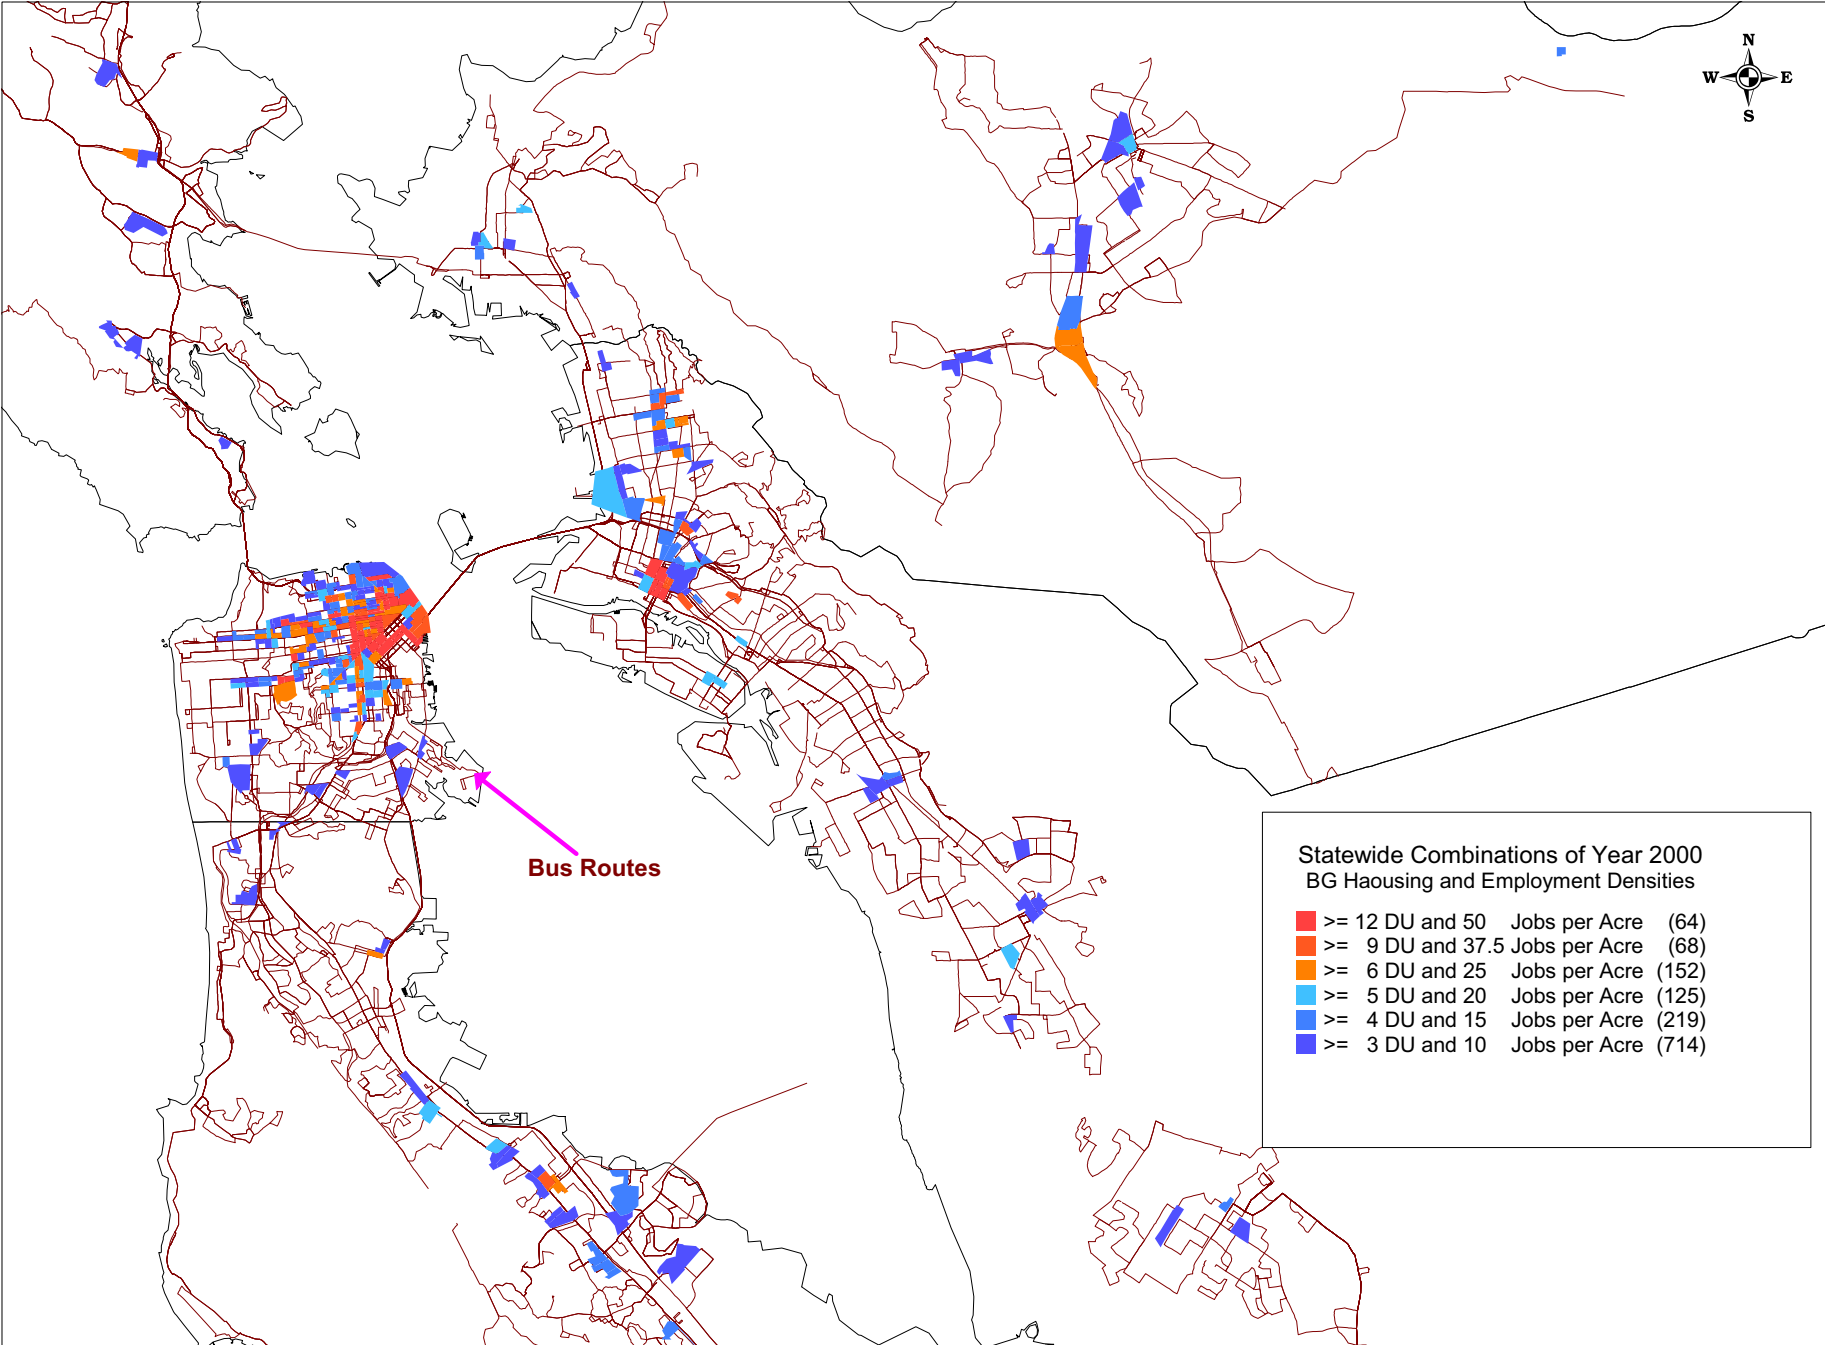 N
W E
S
Bus Routes
Statewide Combinations of Year 2000
BG Haousing and Employment Densities
>= 12 DU and 50 Jobs per Acre (64)
>= 9 DU and 37.5 Jobs per Acre (68)
>= 6 DU and 25 Jobs per Acre (152)
>= 5 DU and 20 Jobs per Acre (125)
>= 4 DU and 15 Jobs per Acre (219)
>= 3 DU and 10 Jobs per Acre (714)